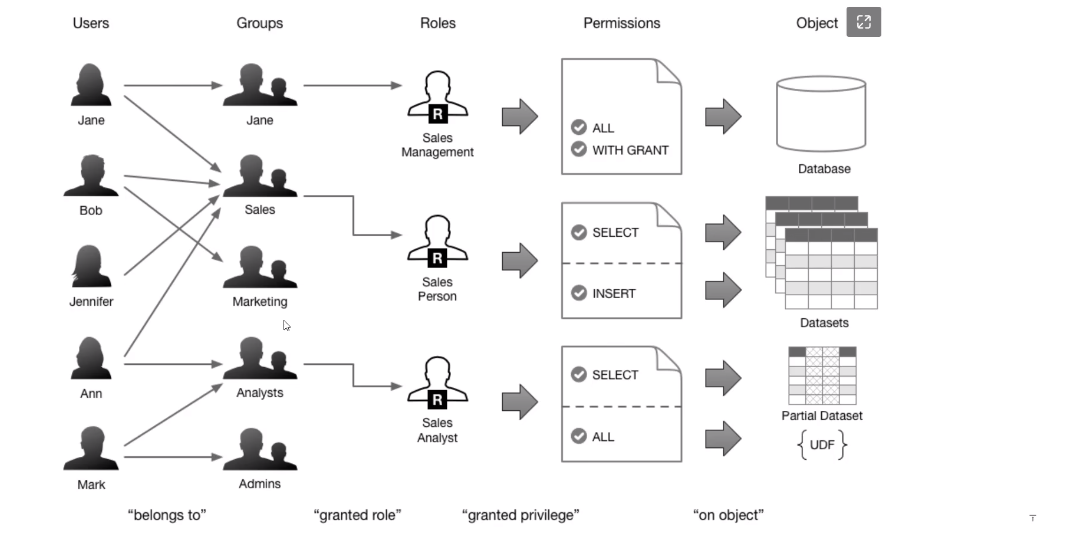 Users
Groups
Roles
Permissions
Object
Jane
Jane
R
Sales
Management
ALL
WITH GRANT
Database
Bob
Sales
R
Sales
Person
SELECT
INSERT
Datasets
Jennifer
Marketing
Ann
Analysts
R
Sales
Analyst
SELECT
ALL
Partial Dataset
{UDF}
Mark
Admins
“belongs to”
“granted role”
“granted privilege”
“on object”